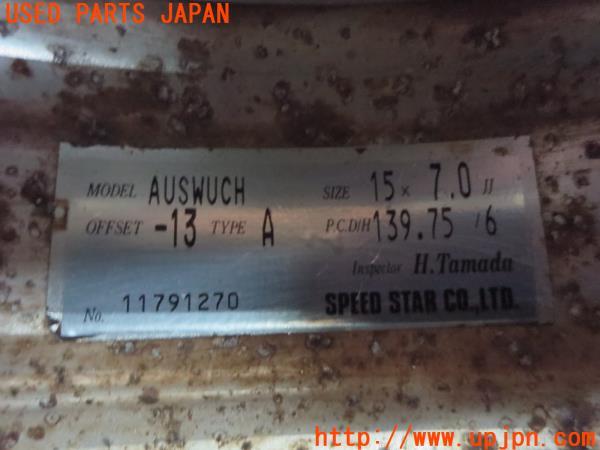 USED PARTS JAPAN
MODEL AUSWUCH SIZE 15 × 7.0 JJ
OFFSET -13 TYPE A P.C.D/H 139.75 /6
Inspector H.Tamada
No. 11791270 SPEED STAR CO.,LTD.
http://www.upjpn.com